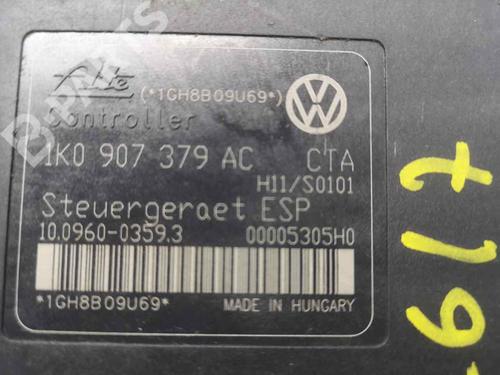 Ate (*1GH8B09U69*)
Controller
1K0 907 379 AC CTA
H11/S0101
Steuergeraet ESP
10.0960-0359.3 00005305H0
*1GH8B09U69* MADE IN HUNGARY